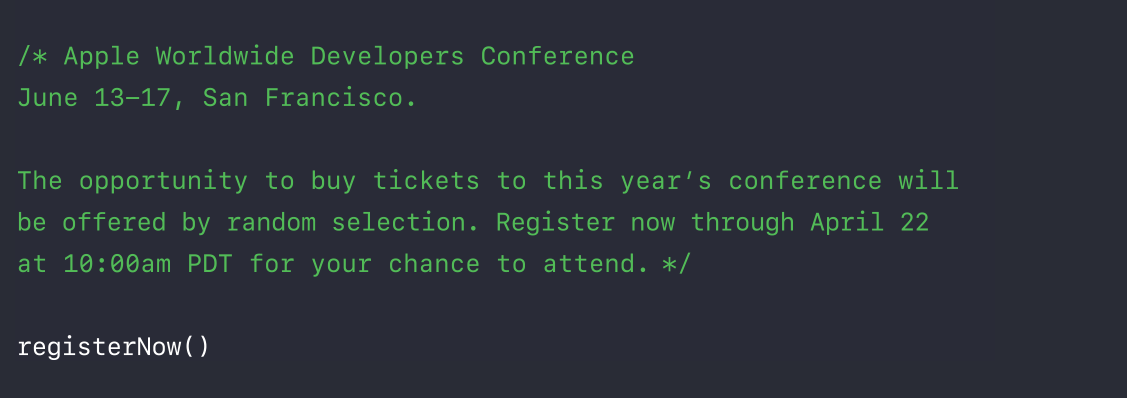 /* Apple Worldwide Developers Conference
June 13–17, San Francisco.
The opportunity to buy tickets to this year’s conference will
be offered by random selection. Register now through April 22
at 10:00am PDT for your chance to attend. */
registerNow()